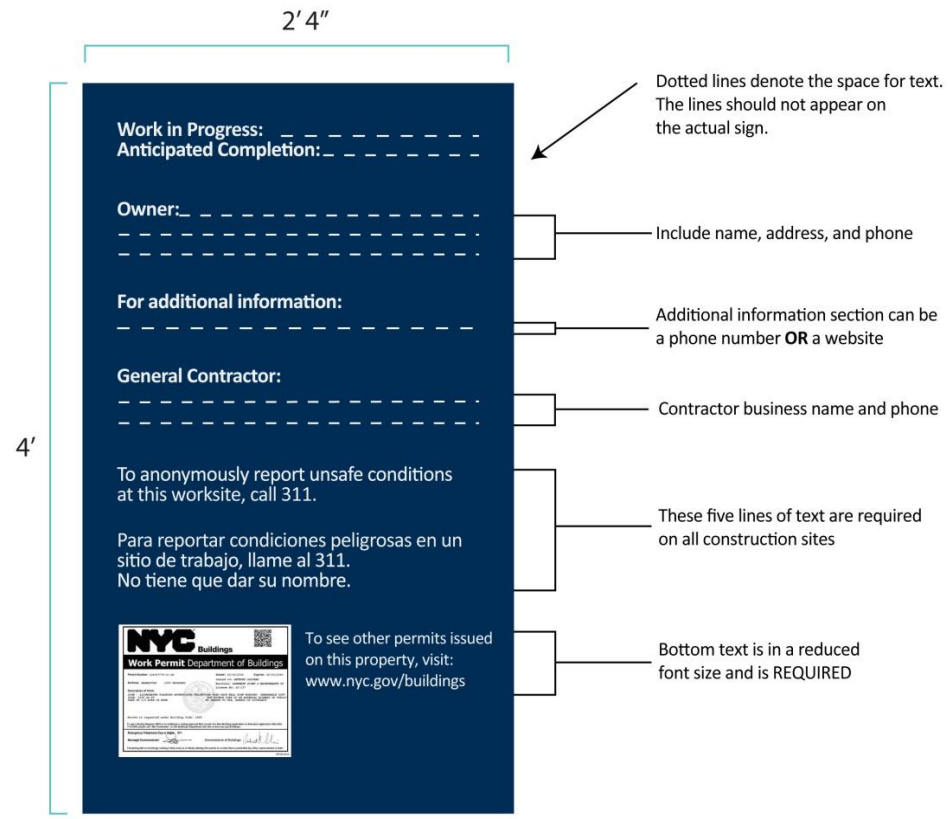 2' 4"
4'
Work in Progress:
Anticipated Completion:
Owner:
For additional information:
General Contractor:
To anonymously report unsafe conditions
at this worksite, call 311.
Para reportar condiciones peligrosas en un
sitio de trabajo, llame al 311.
No tiene que dar su nombre.
NYC Buildings
Work Permit Department of Buildings
To see other permits issued
on this property, visit:
www.nyc.gov/buildings
Dotted lines denote the space for text.
The lines should not appear on
the actual sign.
Include name, address, and phone
Additional information section can be
a phone number OR a website
Contractor business name and phone
These five lines of text are required
on all construction sites
Bottom text is in a reduced
font size and is REQUIRED